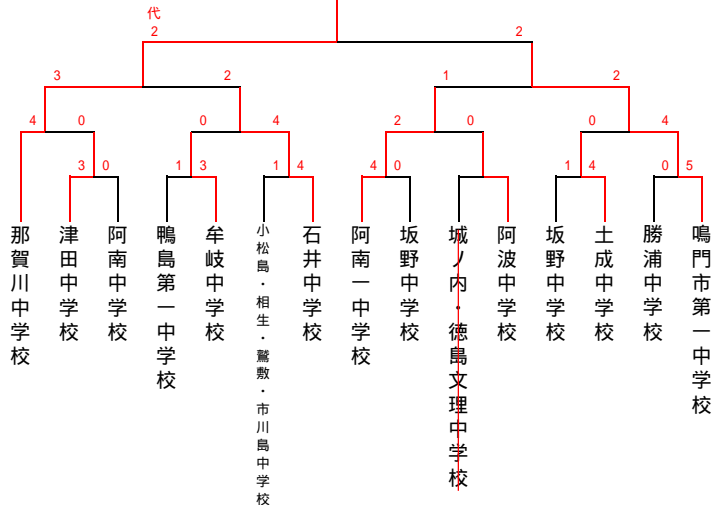 代
2 2
3 2 1 2
4 0 0 4 2 0 0 4
3 0 1 3 1 4 4 0 1 4 0 5
那賀川中学校
津田中学校
阿南中学校
鴨島第一中学校
牟岐中学校
小松島・相生・鷲敷・市川島中学校
石井中学校
阿南一中学校
坂野中学校
城ノ内・徳島文理中学校
阿波中学校
坂野中学校
土成中学校
勝浦中学校
鳴門市第一中学校